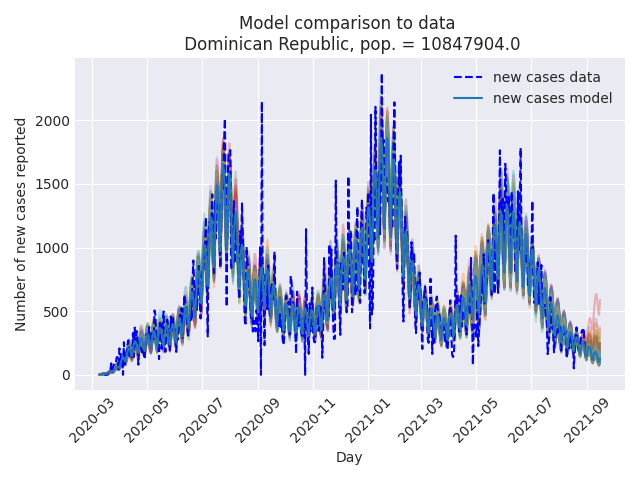 Model comparison to data
Dominican Republic, pop. = 10847904.0
new cases data
new cases model
Number of new cases reported
2000
1500
1000
500
0
2020-03
2020-05
2020-07
2020-09
2020-11
2021-01
2021-03
2021-05
2021-07
2021-09
Day